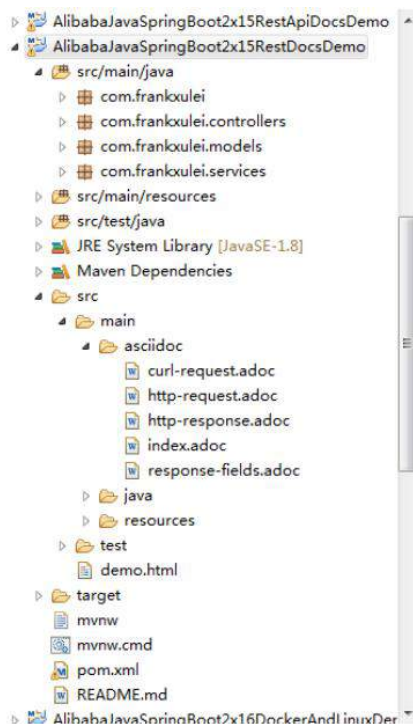 AlibabaJavaSpringBoot2x15RestApiDocsDemo
AlibabaJavaSpringBoot2x15RestDocsDemo
src/main/java
com.frankxulei
com.frankxulei.controllers
com.frankxulei.models
com.frankxulei.services
src/main/resources
src/test/java
JRE System Library [JavaSE-1.8]
Maven Dependencies
src
main
asciidoc
curl-request.adoc
http-request.adoc
http-response.adoc
index.adoc
response-fields.adoc
java
resources
test
demo.html
target
mvnw
mvnw.cmd
pom.xml
README.md
AlibabaJavaSpringBoot2x16DockerAndLinuxDer